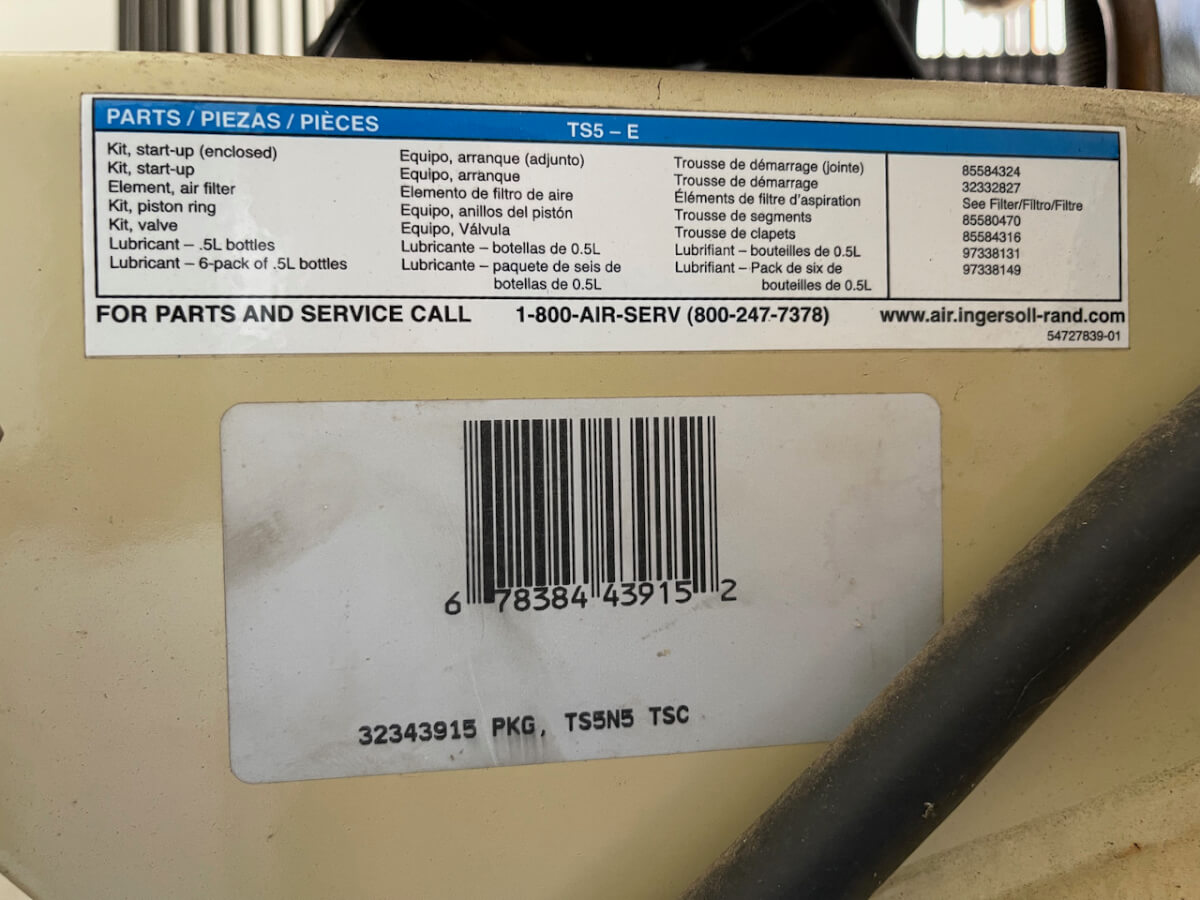 PARTS / PIEZAS / PIÈCES TS5 – E
Kit, start-up (enclosed) Equipo, arranque (adjunto) Trousse de démarrage (jointe) 85584324
Kit, start-up Equipo, arranque Trousse de démarrage 32332827
Element, air filter Elemento de filtro de aire Éléments de filtre d'aspiration See Filter/Filtro/Filtre
Kit, piston ring Equipo, anillos del pistón Trousse de segments 85580470
Kit, valve Equipo, Válvula Trousse de clapets 85584316
Lubricant – .5L bottles Lubricante – botellas de 0.5L Lubrifiant – bouteilles de 0.5L 97338131
Lubricant – 6-pack of .5L bottles Lubricante – paquete de seis de Lubrifiant – Pack de six de 97338149
botellas de 0.5L bouteilles de 0.5L
FOR PARTS AND SERVICE CALL 1-800-AIR-SERV (800-247-7378) www.air.ingersoll-rand.com
54727839-01
6 78384 43915 2
32343915 PKG, TS5N5 TSC